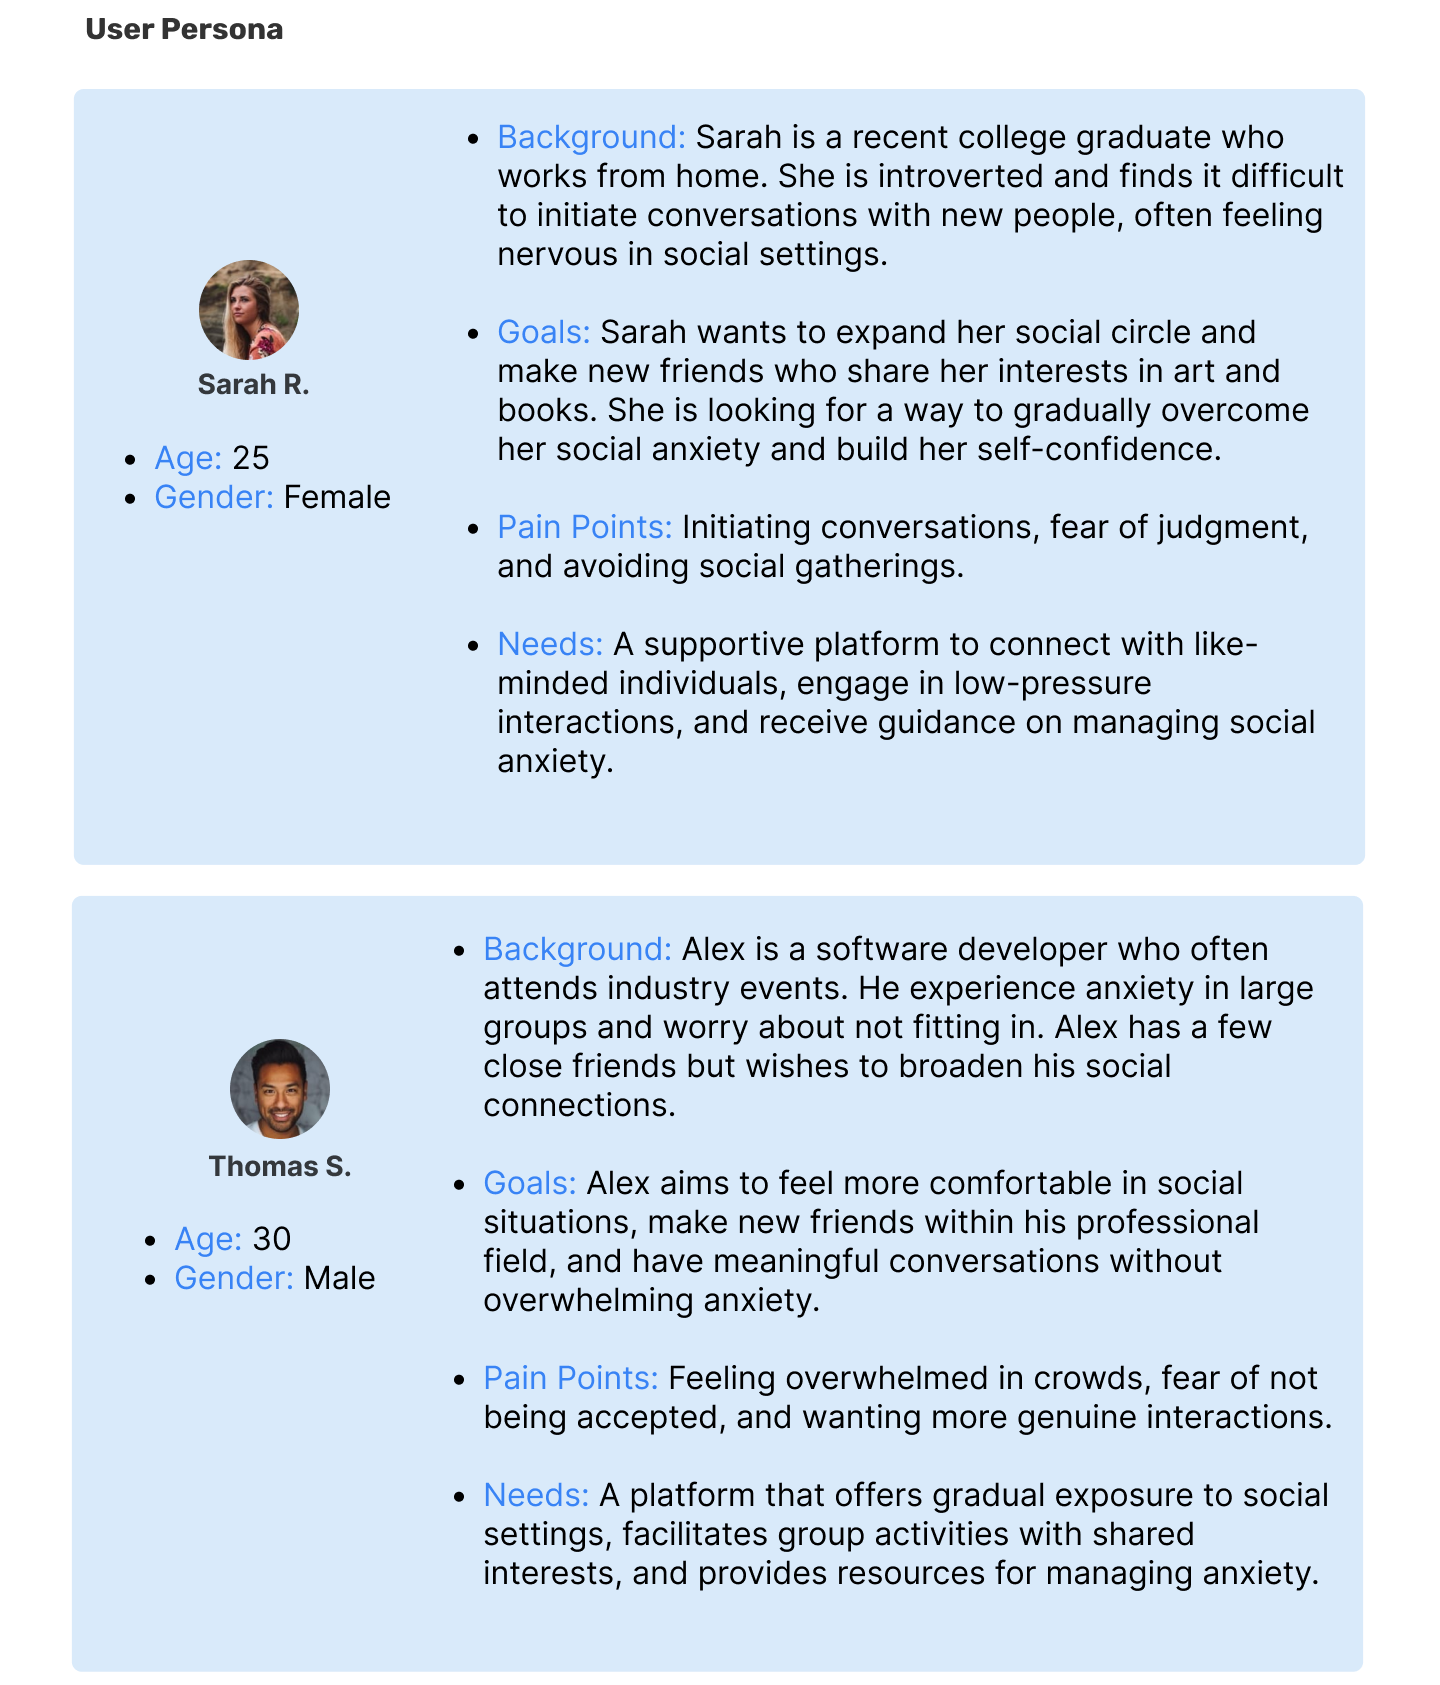 User Persona
Sarah R.
• Age: 25
• Gender: Female
• Background: Sarah is a recent college graduate who
works from home. She is introverted and finds it difficult
to initiate conversations with new people, often feeling
nervous in social settings.
• Goals: Sarah wants to expand her social circle and
make new friends who share her interests in art and
books. She is looking for a way to gradually overcome
her social anxiety and build her self-confidence.
• Pain Points: Initiating conversations, fear of judgment,
and avoiding social gatherings.
• Needs: A supportive platform to connect with like-
minded individuals, engage in low-pressure
interactions, and receive guidance on managing social
anxiety.
Thomas S.
• Age: 30
• Gender: Male
• Background: Alex is a software developer who often
attends industry events. He experience anxiety in large
groups and worry about not fitting in. Alex has a few
close friends but wishes to broaden his social
connections.
• Goals: Alex aims to feel more comfortable in social
situations, make new friends within his professional
field, and have meaningful conversations without
overwhelming anxiety.
• Pain Points: Feeling overwhelmed in crowds, fear of not
being accepted, and wanting more genuine interactions.
• Needs: A platform that offers gradual exposure to social
settings, facilitates group activities with shared
interests, and provides resources for managing anxiety.